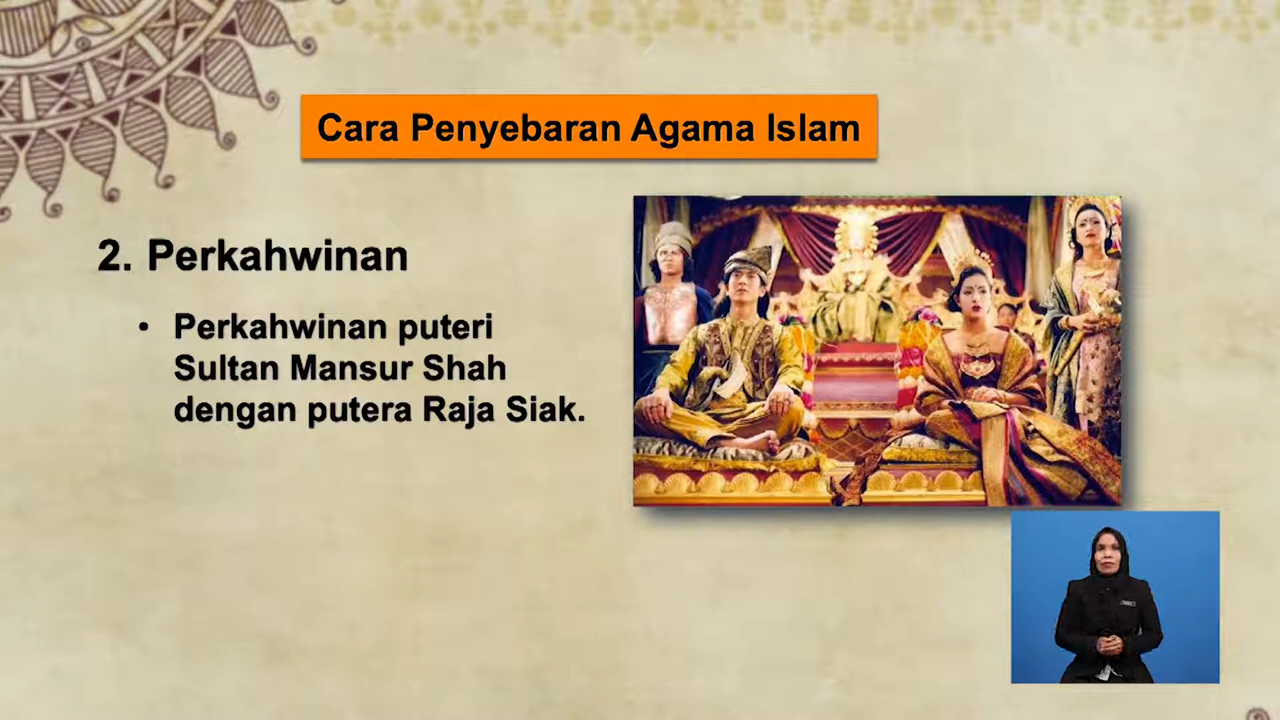 Cara Penyebaran Agama Islam
2. Perkahwinan
• Perkahwinan puteri
Sultan Mansur Shah
dengan putera Raja Siak.